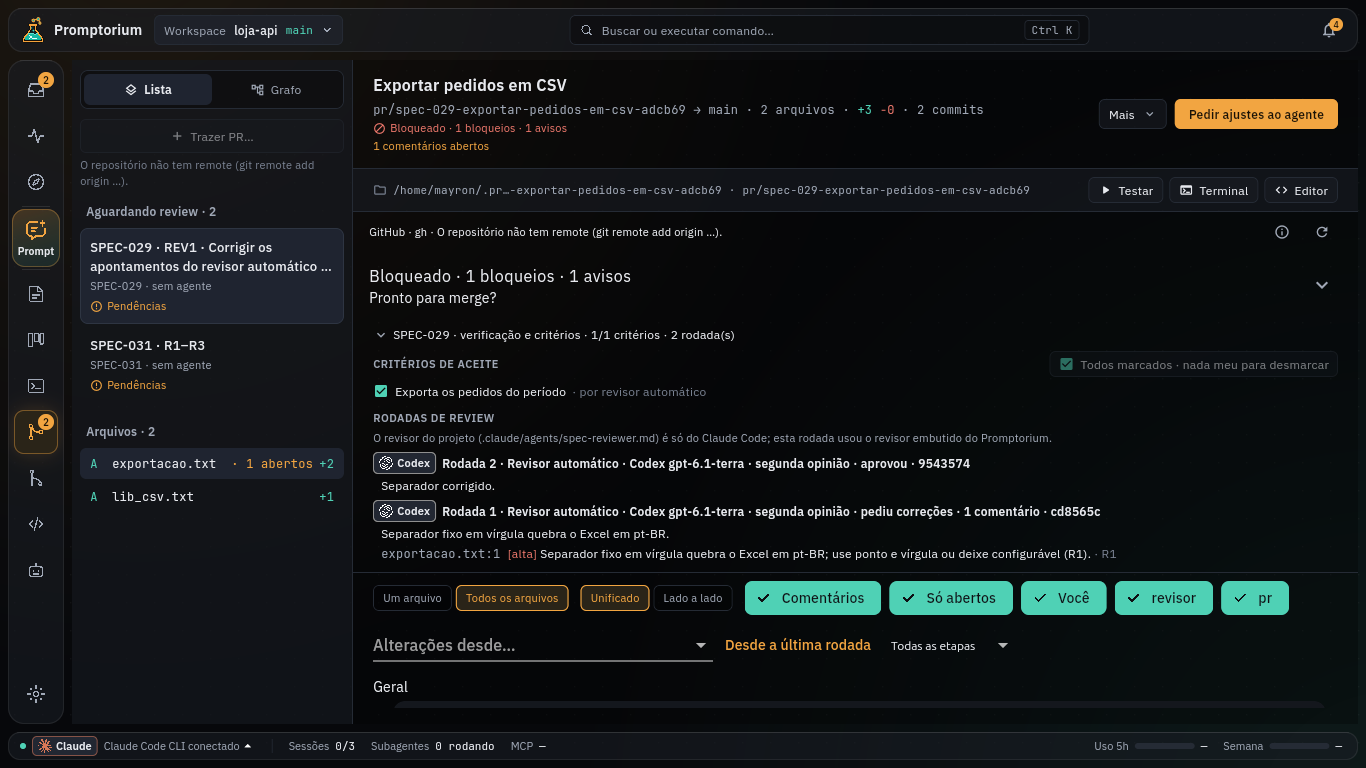 Promptorium
Workspace loja-api main
Buscar ou executar comando...
Ctrl K
4
2
Prompt
2
Lista
Grafo
+ Trazer PR...
O repositório não tem remote (git remote add
origin …).
Aguardando review · 2
SPEC-029 · REV1 · Corrigir os
apontamentos do revisor automático …
SPEC-029 · sem agente
Pendências
SPEC-031 · R1–R3
SPEC-031 · sem agente
Pendências
Arquivos · 2
A exportacao.txt · 1 abertos +2
A lib_csv.txt +1
Exportar pedidos em CSV
pr/spec-029-exportar-pedidos-em-csv-adcb69 → main · 2 arquivos · +3 -0 · 2 commits
Bloqueado · 1 bloqueios · 1 avisos
1 comentários abertos
Mais
Pedir ajustes ao agente
/home/mayron/.pr…-exportar-pedidos-em-csv-adcb69 · pr/spec-029-exportar-pedidos-em-csv-adcb69
Testar
Terminal
Editor
GitHub · gh · O repositório não tem remote (git remote add origin …).
Bloqueado · 1 bloqueios · 1 avisos
Pronto para merge?
SPEC-029 · verificação e critérios · 1/1 critérios · 2 rodada(s)
CRITÉRIOS DE ACEITE
Todos marcados · nada meu para desmarcar
Exporta os pedidos do período · por revisor automático
RODADAS DE REVIEW
O revisor do projeto (.claude/agents/spec-reviewer.md) é só do Claude Code; esta rodada usou o revisor embutido do Promptorium.
Codex Rodada 2 · Revisor automático · Codex gpt-6.1-terra · segunda opinião · aprovou · 9543574
Separador corrigido.
Codex Rodada 1 · Revisor automático · Codex gpt-6.1-terra · segunda opinião · pediu correções · 1 comentário · cd8565c
Separador fixo em vírgula quebra o Excel em pt-BR.
exportacao.txt:1 [alta] Separador fixo em vírgula quebra o Excel em pt-BR; use ponto e vírgula ou deixe configurável (R1). · R1
Um arquivo
Todos os arquivos
Unificado
Lado a lado
Comentários
Só abertos
Você
revisor
pr
Alterações desde...
Desde a última rodada
Todas as etapas
Geral
Claude
Claude Code CLI conectado
Sessões 0/3
Subagentes 0 rodando
MCP —
Uso 5h —
Semana —